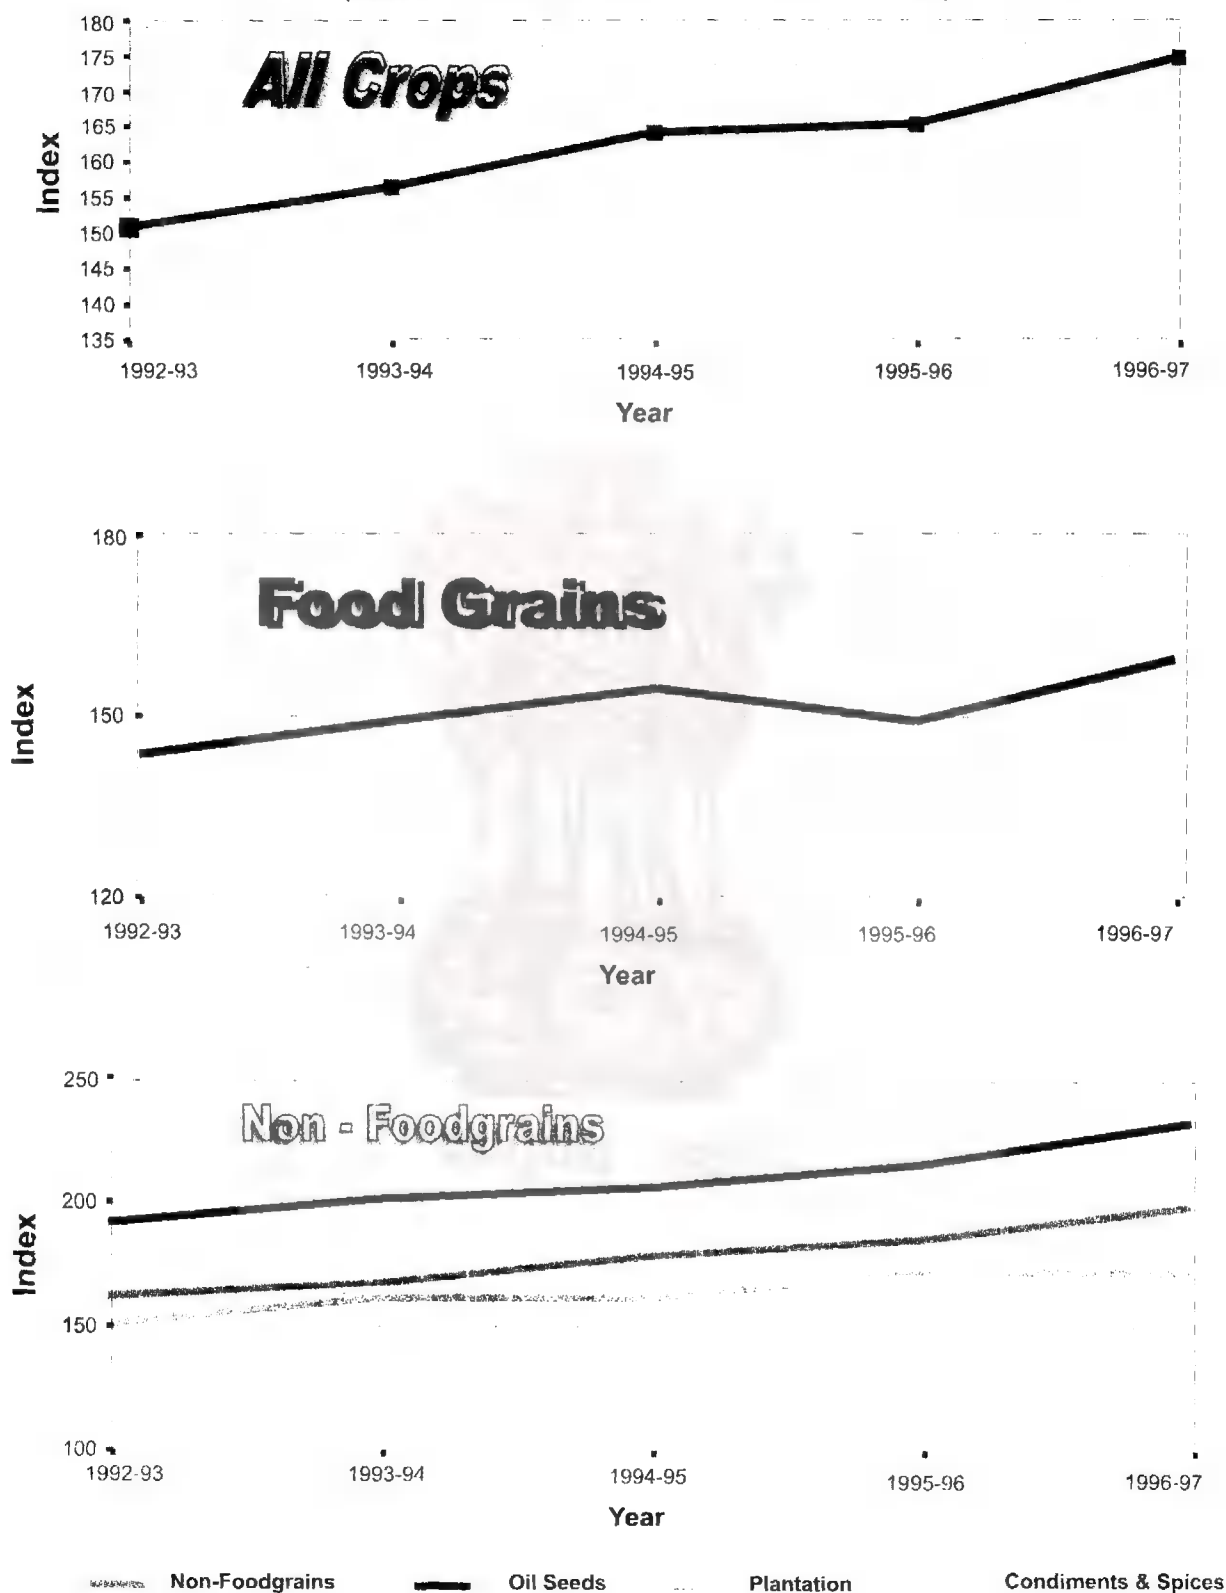 180
All Crops
175
170
165
160
155
150
145
140
135
Index
1992-93 1993-94 1994-95 1995-96 1996-97
Year
180
Food Grains
150
120
Index
1992-93 1993-94 1994-95 1995-96 1996-97
Year
250
Non - Foodgrains
200
150
100
Index
1992-93 1993-94 1994-95 1995-96 1996-97
Year
Non-Foodgrains Oil Seeds Plantation Condiments & Spices